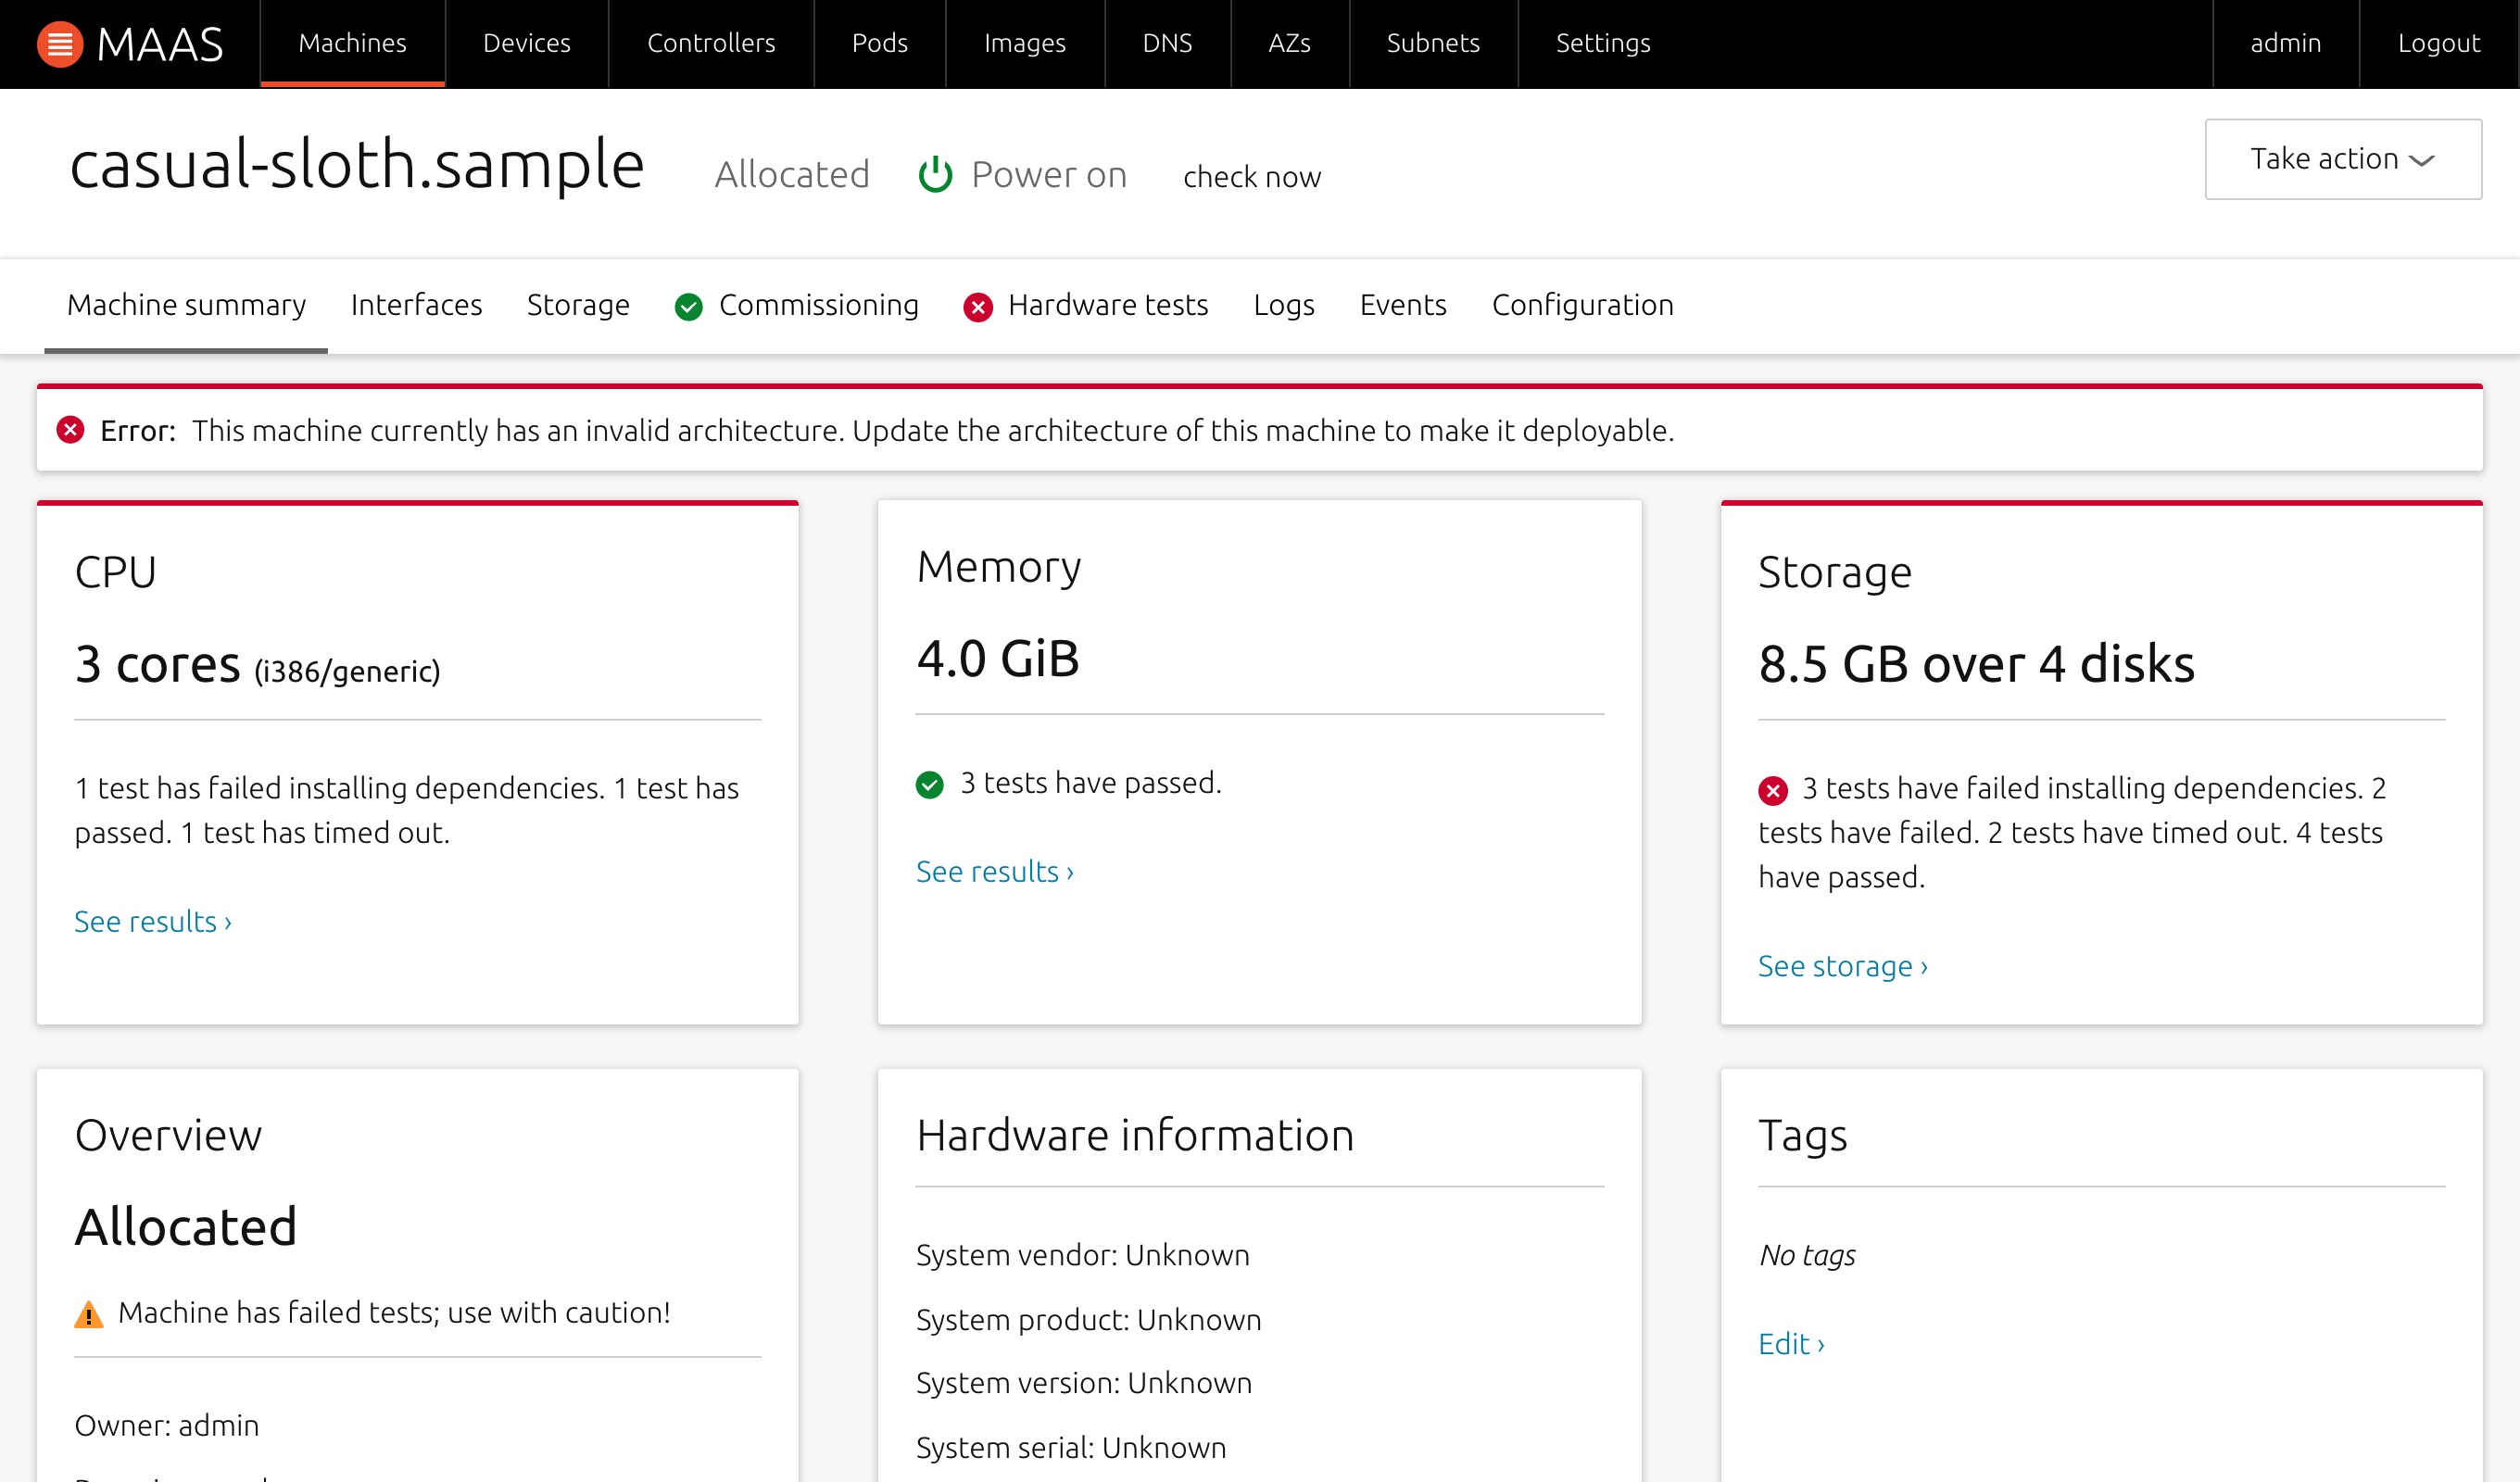 MAAS Machines Devices Controllers Pods Images DNS AZs Subnets Settings admin Logout
casual-sloth.sample Allocated Power on check now Take action
Machine summary Interfaces Storage Commissioning Hardware tests Logs Events Configuration
Error: This machine currently has an invalid architecture. Update the architecture of this machine to make it deployable.
CPU
3 cores (i386/generic)
1 test has failed installing dependencies. 1 test has
passed. 1 test has timed out.
See results ›
Memory
4.0 GiB
3 tests have passed.
See results ›
Storage
8.5 GB over 4 disks
3 tests have failed installing dependencies. 2
tests have failed. 2 tests have timed out. 4 tests
have passed.
See storage ›
Overview
Allocated
Machine has failed tests; use with caution!
Owner: admin
Hardware information
System vendor: Unknown
System product: Unknown
System version: Unknown
System serial: Unknown
Tags
No tags
Edit ›